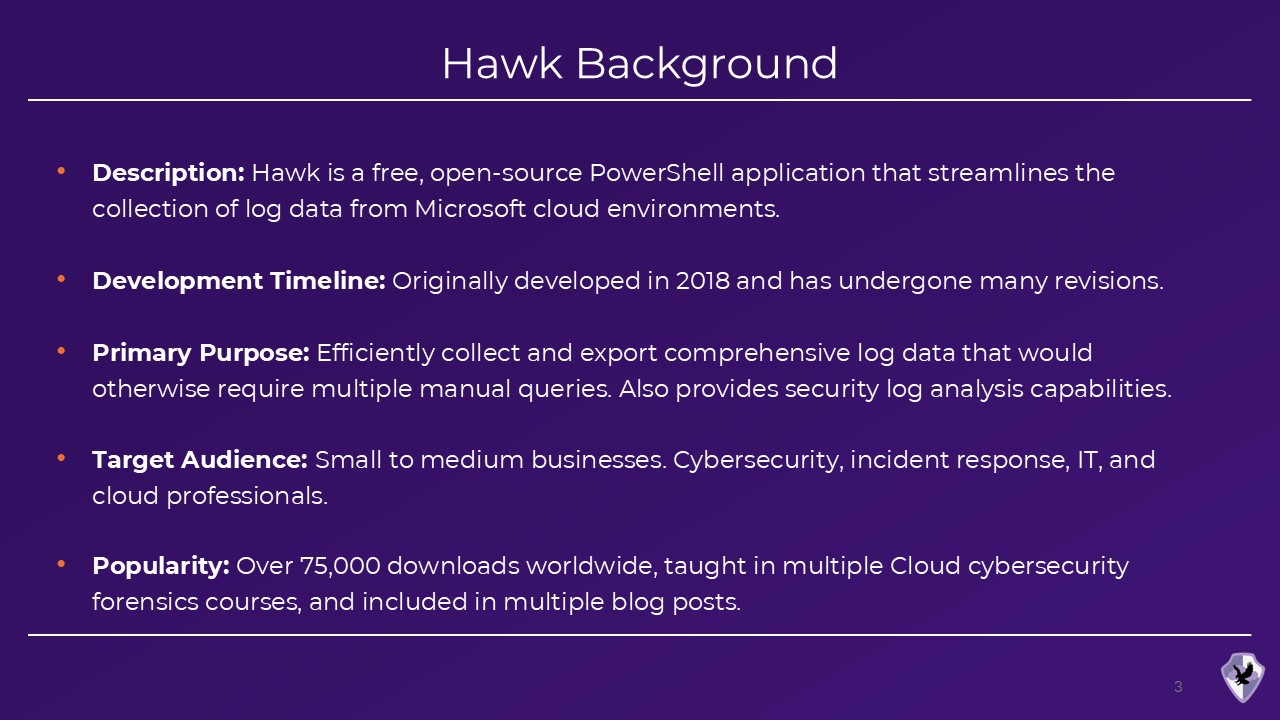 Hawk Background
• Description: Hawk is a free, open-source PowerShell application that streamlines the
collection of log data from Microsoft cloud environments.
• Development Timeline: Originally developed in 2018 and has undergone many revisions.
• Primary Purpose: Efficiently collect and export comprehensive log data that would
otherwise require multiple manual queries. Also provides security log analysis capabilities.
• Target Audience: Small to medium businesses. Cybersecurity, incident response, IT, and
cloud professionals.
• Popularity: Over 75,000 downloads worldwide, taught in multiple Cloud cybersecurity
forensics courses, and included in multiple blog posts.
3